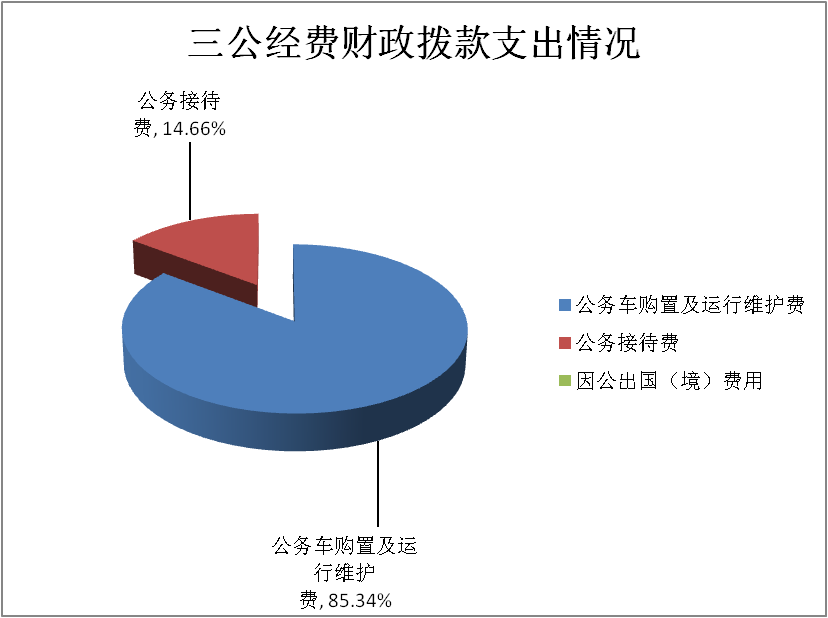 三公经费财政拨款支出情况
公务接待
费, 14.66%
公务车购置及运行维护费
公务接待费
因公出国（境）费用
公务车购置及运
行维护
费, 85.34%